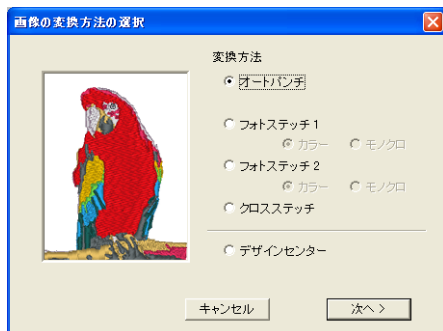 画像の変換方法の選択
変換方法
オートパンチ
フォトステッチ 1
カラー モノクロ
フォトステッチ 2
カラー モノクロ
クロスステッチ
デザインセンター
キャンセル 次へ >